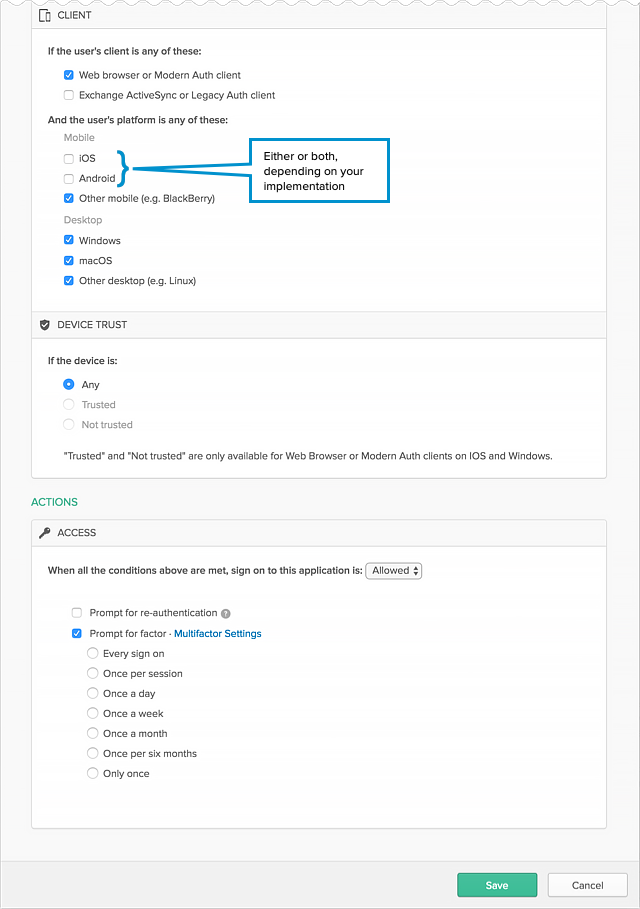 CLIENT
If the user's client is any of these:
Web browser or Modern Auth client
Exchange ActiveSync or Legacy Auth client
And the user's platform is any of these:
Mobile
iOS
Android
Either or both,
depending on your
implementation
Other mobile (e.g. BlackBerry)
Desktop
Windows
macOS
Other desktop (e.g. Linux)
DEVICE TRUST
If the device is:
Any
Trusted
Not trusted
"Trusted" and "Not trusted" are only available for Web Browser or Modern Auth clients on IOS and Windows.
ACTIONS
ACCESS
When all the conditions above are met, sign on to this application is: Allowed
Prompt for re-authentication ?
Prompt for factor · Multifactor Settings
Every sign on
Once per session
Once a day
Once a week
Once a month
Once per six months
Only once
Save Cancel